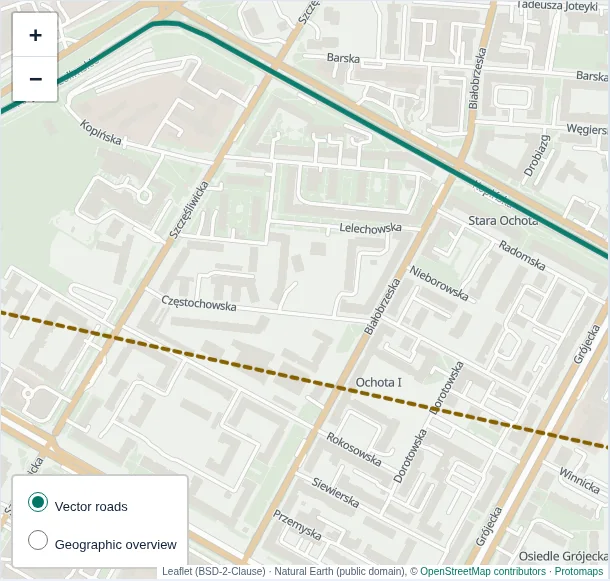 Tadeusza Joteyki
+
−
Barska
Barska
Białobrzeska
Węgiers
Kopińska
Drobiazg
Szczęśliwicka
Stara Ochota
Lelechowska
Radomska
Nieborowska
Częstochowska
Białobrzeska
Grójecka
Ochota I
Dorotowska
Rokosowska
Dorotowska
Winnicka
Siewierska
Grójecka
Przemyska
Osiedle Grójecka
Vector roads
Geographic overview
Leaflet (BSD-2-Clause) · Natural Earth (public domain), © OpenStreetMap contributors · Protomaps